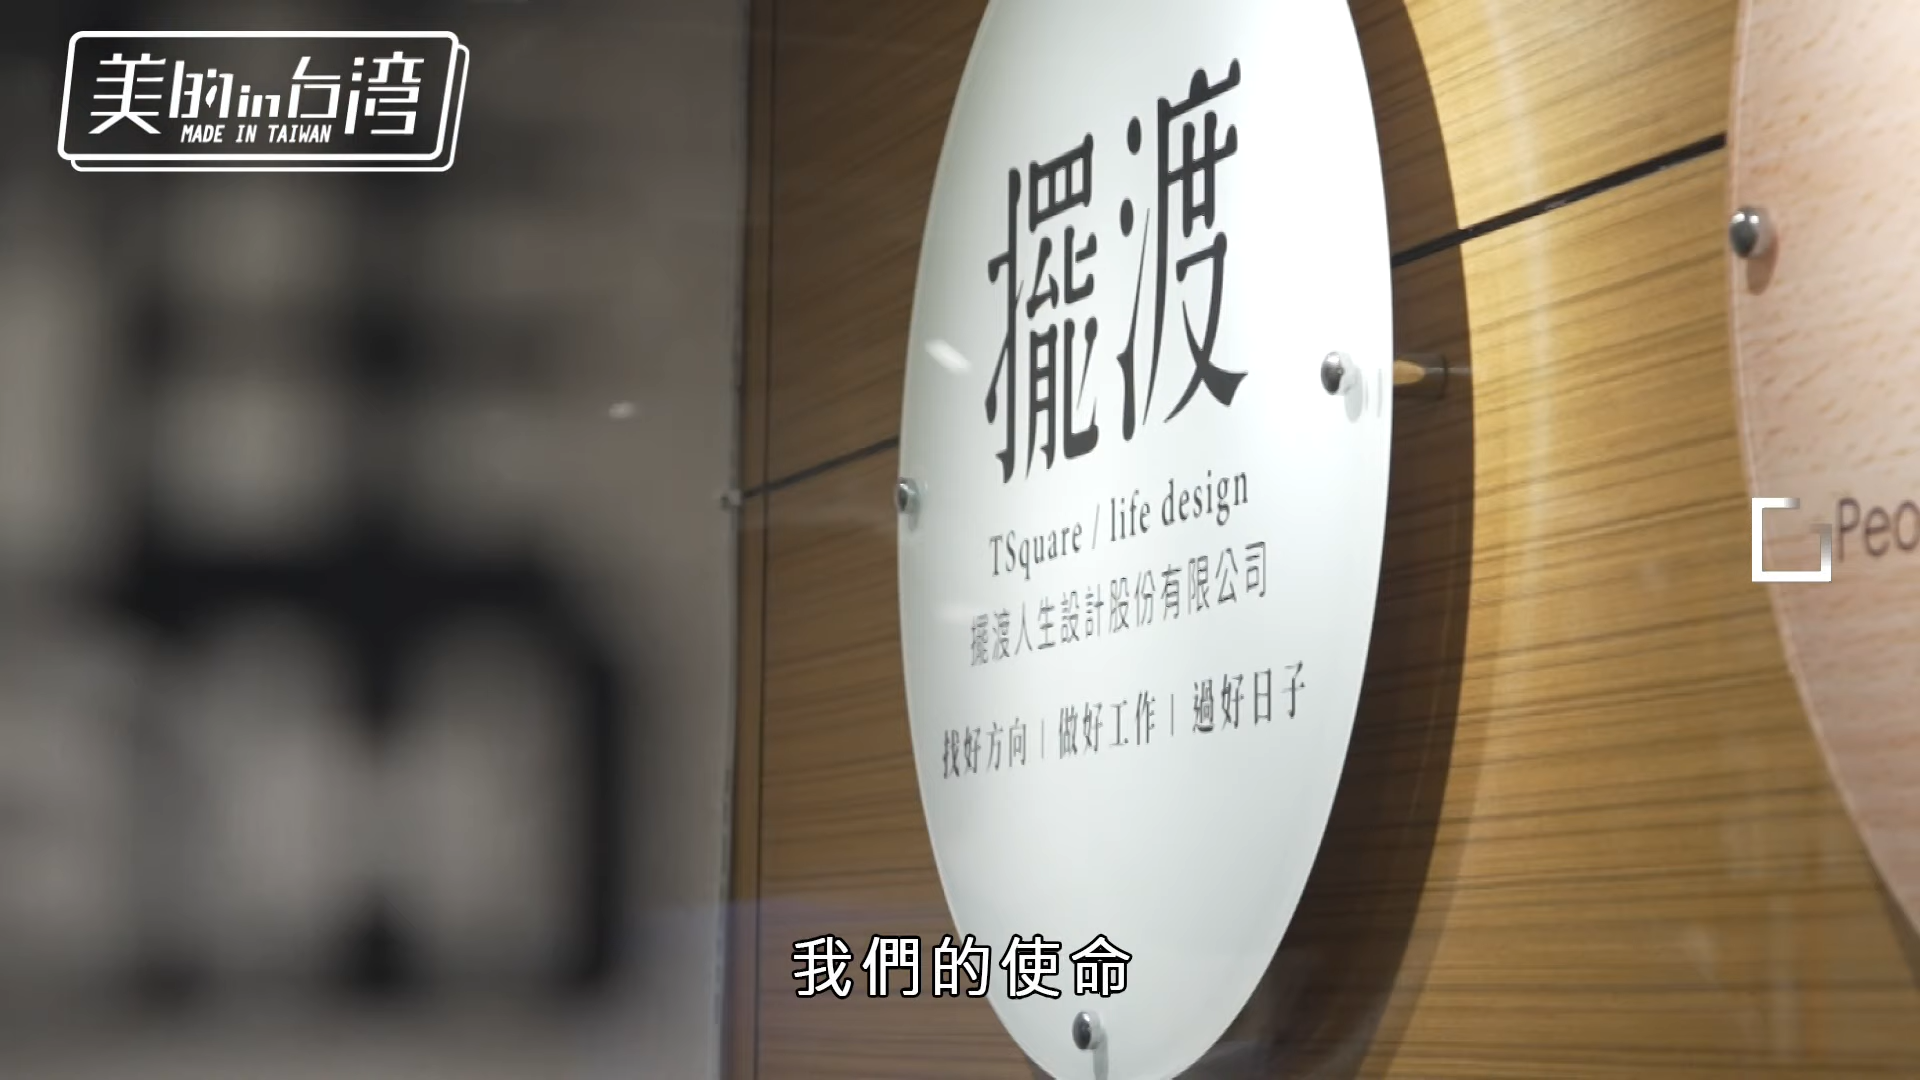 美的in台湾
MADE IN TAIWAN
擺渡
TSquare / life design
擺渡人生設計股份有限公司
找好方向 | 做好工作 | 過好日子
Peo
我們的使命